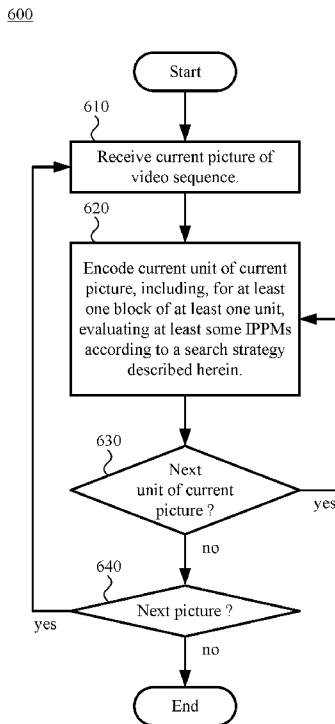 600
Start
610
Receive current picture of
video sequence.
620
Encode current unit of current
picture, including, for at least
one block of at least one unit,
evaluating at least some IPPMs
according to a search strategy
described herein.
630
Next
unit of current
picture ?
yes
no
640
Next picture ?
yes
no
End